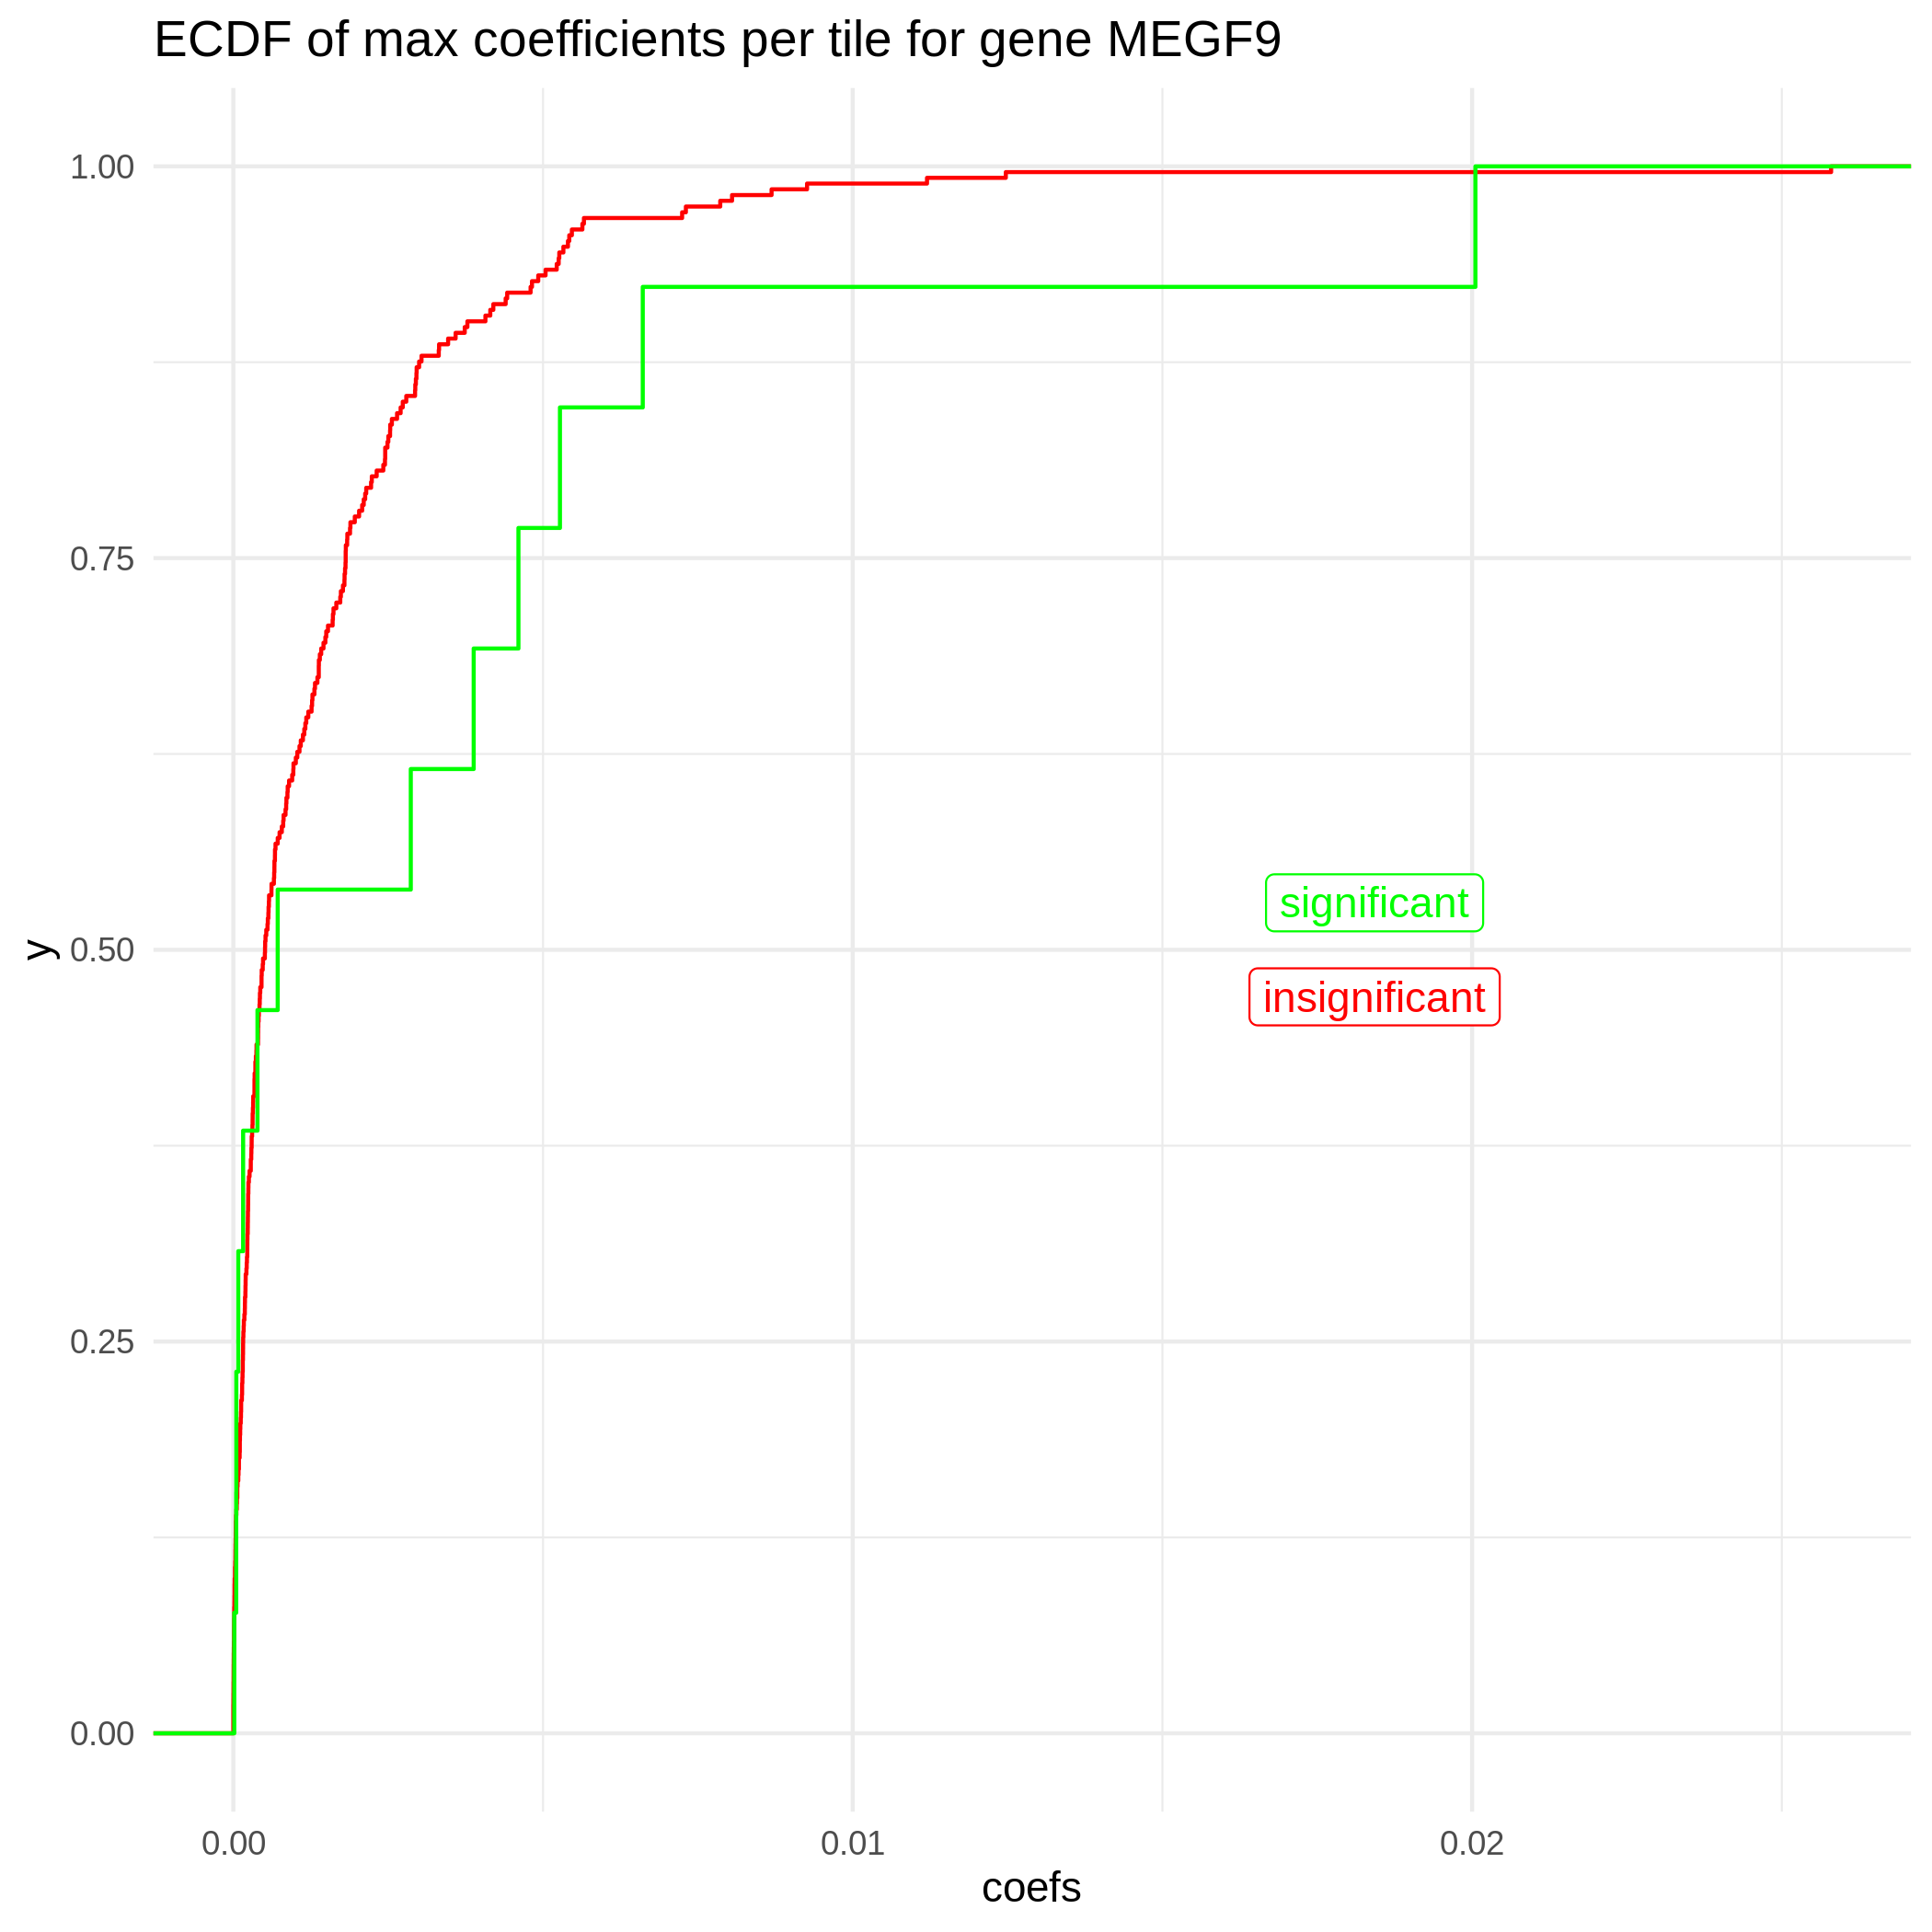 ECDF of max coefficients per tile for gene MEGF9
1.00
0.75
0.50
0.25
0.00
y
significant
insignificant
0.00 0.01 0.02
coefs